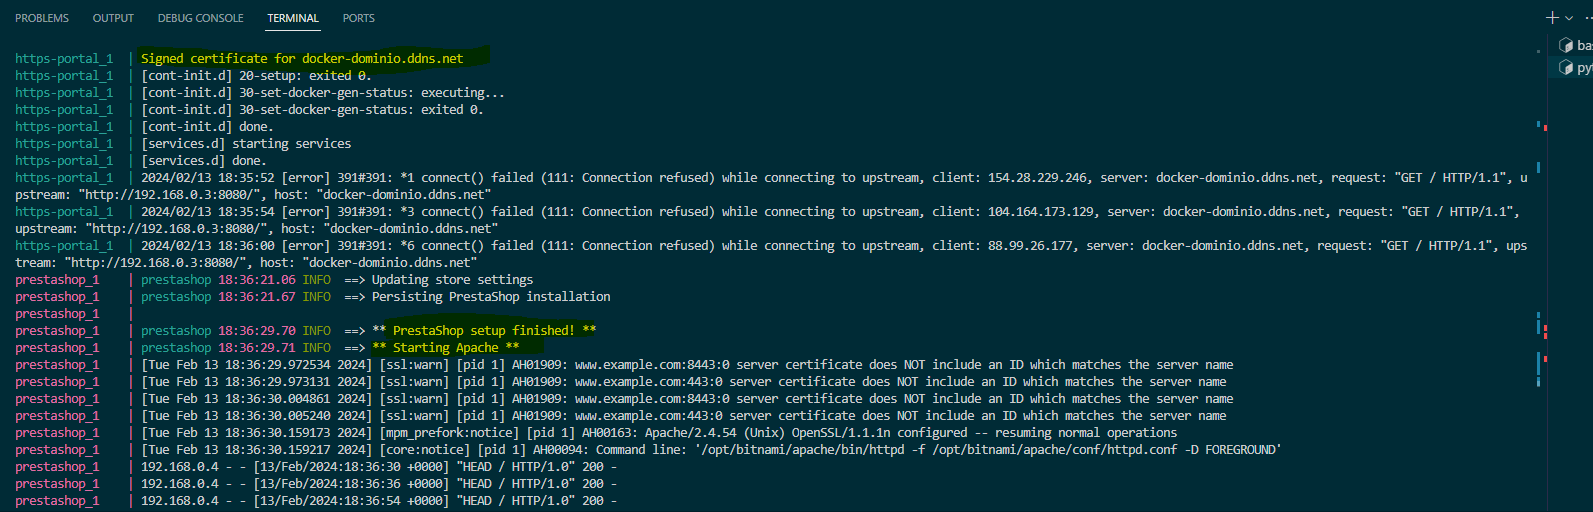 PROBLEMS OUTPUT DEBUG CONSOLE TERMINAL PORTS
https-portal_1 | Signed certificate for docker-dominio.ddns.net
https-portal_1 | [cont-init.d] 20-setup: exited 0.
https-portal_1 | [cont-init.d] 30-set-docker-gen-status: executing...
https-portal_1 | [cont-init.d] 30-set-docker-gen-status: exited 0.
https-portal_1 | [cont-init.d] done.
https-portal_1 | [services.d] starting services
https-portal_1 | [services.d] done.
https-portal_1 | 2024/02/13 18:35:52 [error] 391#391: *1 connect() failed (111: Connection refused) while connecting to upstream, client: 154.28.229.246, server: docker-dominio.ddns.net, request: "GET / HTTP/1.1", u
pstream: "http://192.168.0.3:8080/", host: "docker-dominio.ddns.net"
https-portal_1 | 2024/02/13 18:35:54 [error] 391#391: *3 connect() failed (111: Connection refused) while connecting to upstream, client: 104.164.173.129, server: docker-dominio.ddns.net, request: "GET / HTTP/1.1",
upstream: "http://192.168.0.3:8080/", host: "docker-dominio.ddns.net"
https-portal_1 | 2024/02/13 18:36:00 [error] 391#391: *6 connect() failed (111: Connection refused) while connecting to upstream, client: 88.99.26.177, server: docker-dominio.ddns.net, request: "GET / HTTP/1.1", ups
tream: "http://192.168.0.3:8080/", host: "docker-dominio.ddns.net"
prestashop_1 | prestashop 18:36:21.06 INFO ==> Updating store settings
prestashop_1 | prestashop 18:36:21.67 INFO ==> Persisting PrestaShop installation
prestashop_1 |
prestashop_1 | prestashop 18:36:29.70 INFO ==> ** PrestaShop setup finished! **
prestashop_1 | prestashop 18:36:29.71 INFO ==> ** Starting Apache **
prestashop_1 | [Tue Feb 13 18:36:29.972534 2024] [ssl:warn] [pid 1] AH01909: www.example.com:8443:0 server certificate does NOT include an ID which matches the server name
prestashop_1 | [Tue Feb 13 18:36:29.973131 2024] [ssl:warn] [pid 1] AH01909: www.example.com:443:0 server certificate does NOT include an ID which matches the server name
prestashop_1 | [Tue Feb 13 18:36:30.004861 2024] [ssl:warn] [pid 1] AH01909: www.example.com:8443:0 server certificate does NOT include an ID which matches the server name
prestashop_1 | [Tue Feb 13 18:36:30.005240 2024] [ssl:warn] [pid 1] AH01909: www.example.com:443:0 server certificate does NOT include an ID which matches the server name
prestashop_1 | [Tue Feb 13 18:36:30.159173 2024] [mpm_prefork:notice] [pid 1] AH00163: Apache/2.4.54 (Unix) OpenSSL/1.1.1n configured -- resuming normal operations
prestashop_1 | [Tue Feb 13 18:36:30.159217 2024] [core:notice] [pid 1] AH00094: Command line: '/opt/bitnami/apache/bin/httpd -f /opt/bitnami/apache/conf/httpd.conf -D FOREGROUND'
prestashop_1 | 192.168.0.4 - - [13/Feb/2024:18:36:30 +0000] "HEAD / HTTP/1.0" 200 -
prestashop_1 | 192.168.0.4 - - [13/Feb/2024:18:36:36 +0000] "HEAD / HTTP/1.0" 200 -
prestashop_1 | 192.168.0.4 - - [13/Feb/2024:18:36:54 +0000] "HEAD / HTTP/1.0" 200 -